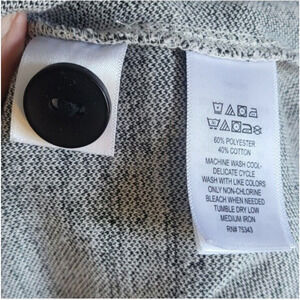 60% POLYESTER
40% COTTON
MACHINE WASH COOL-
DELICATE CYCLE
WASH WITH LIKE COLORS
ONLY NON-CHLORINE
BLEACH WHEN NEEDED
TUMBLE DRY LOW
MEDIUM IRON
RN# 75343